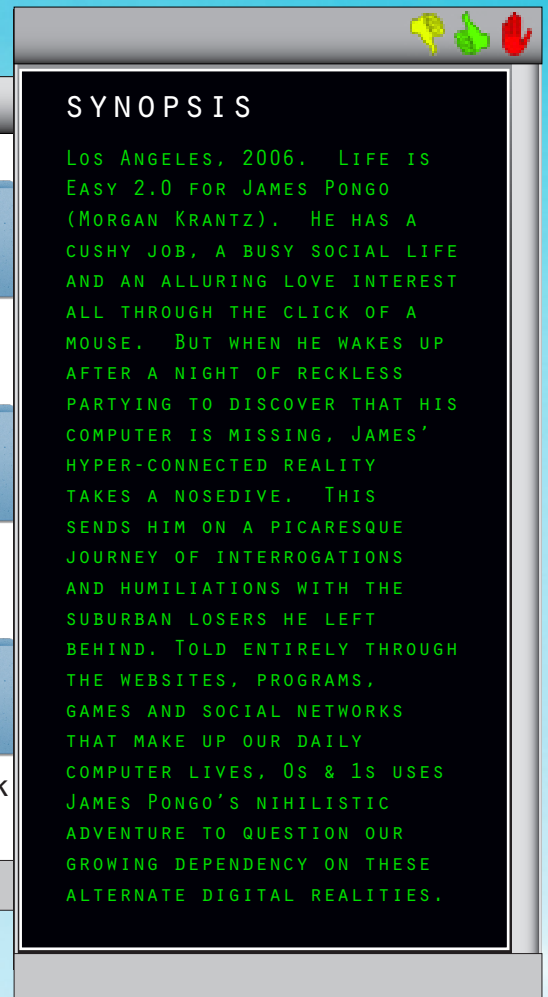 SYNOPSIS
Los Angeles, 2006.  Life is
Easy 2.0 for James Pongo
(Morgan Krantz).  He has a
cushy job, a busy social life
and an alluring love interest
all through the click of a
mouse.  But when he wakes up
after a night of reckless
partying to discover that his
computer is missing, James’
hyper-connected reality
takes a nosedive.  This
sends him on a picaresque
journey of interrogations
and humiliations with the
suburban losers he left
behind. Told entirely through
the websites, programs,
games and social networks
that make up our daily
computer lives, 0s & 1s uses
James Pongo’s nihilistic
adventure to question our
growing dependency on these
alternate digital realities.
k